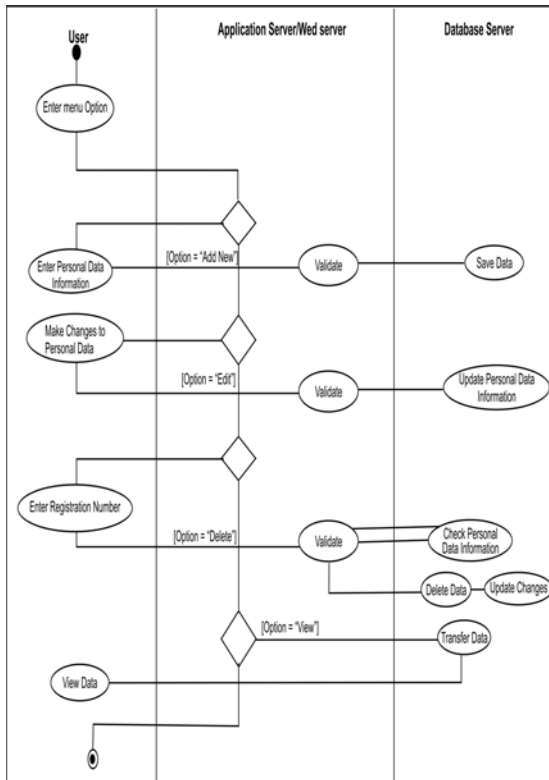 User
Application Server/Wed server
Database Server
Enter menu Option
[Option = "Add New"]
Enter Personal Data
Information
Validate
Save Data
Make Changes to
Personal Data
[Option = "Edit"]
Validate
Update Personal Data
Information
Enter Registration Number
[Option = "Delete"]
Validate
Check Personal
Data Information
Delete Data
Update Changes
[Option = "View"]
Transfer Data
View Data